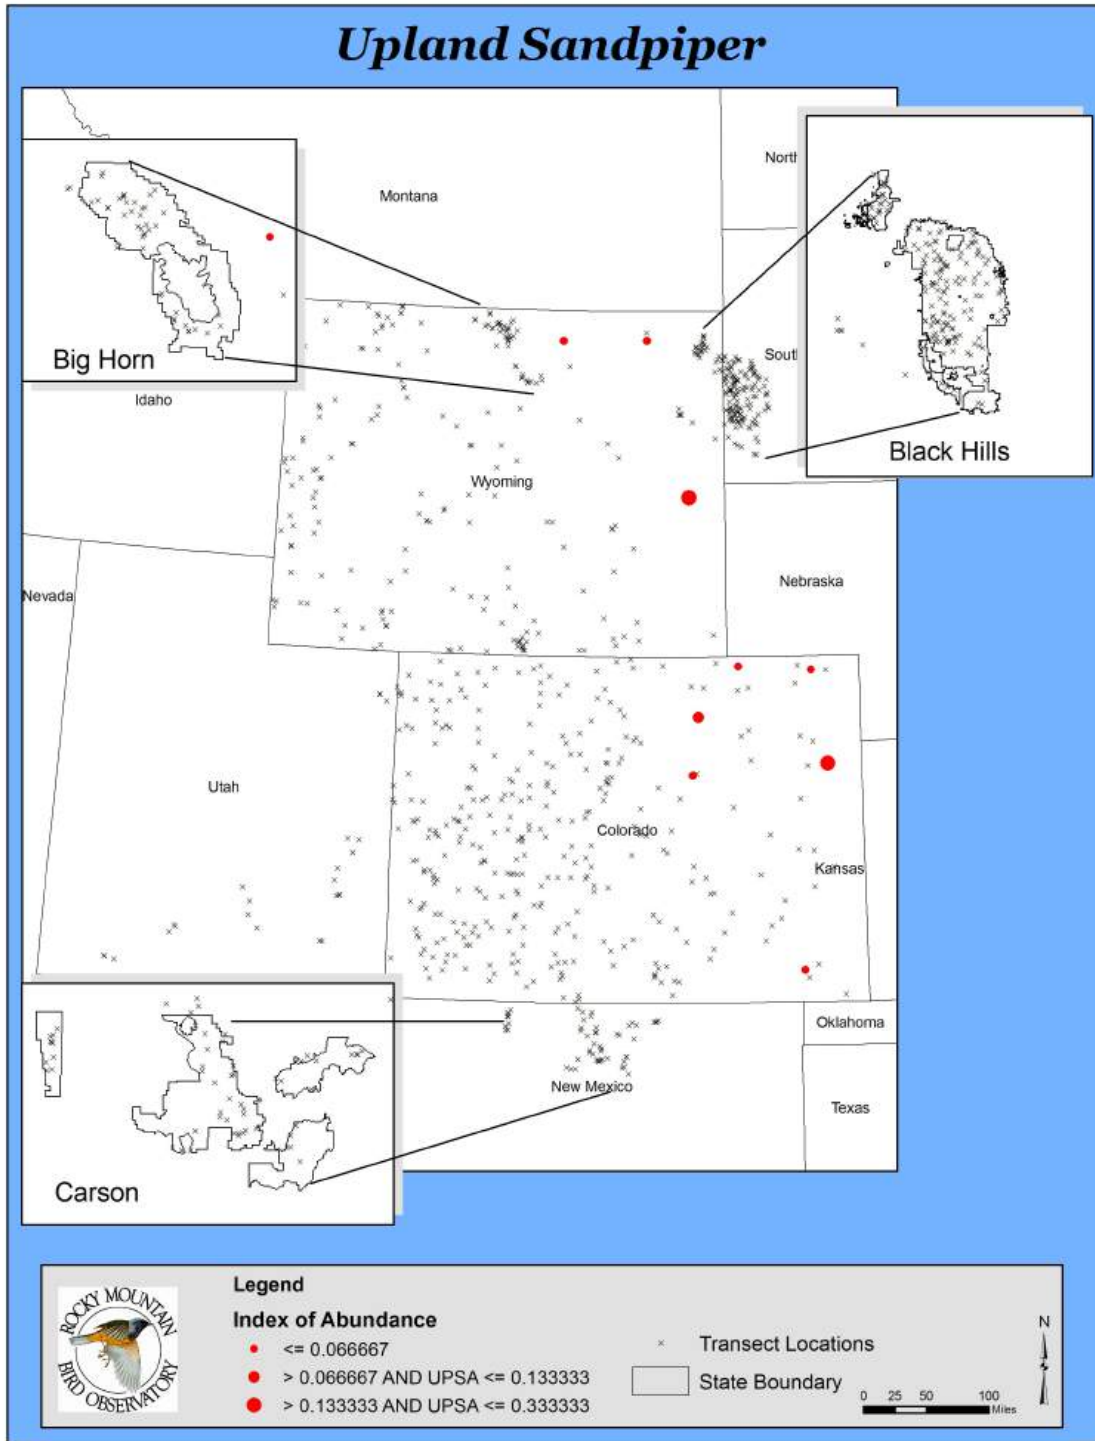 Upland Sandpiper
Montana
North
Big Horn
Idaho
South
Black Hills
Wyoming
Nevada
Nebraska
Utah
Colorado
Kansas
Oklahoma
New Mexico
Texas
Carson
ROCKY MOUNTAIN
BIRD OBSERVATORY
Legend
Index of Abundance
<= 0.066667
> 0.066667 AND UPSA <= 0.133333
> 0.133333 AND UPSA <= 0.333333
× Transect Locations
State Boundary
N
0 25 50 100
Miles